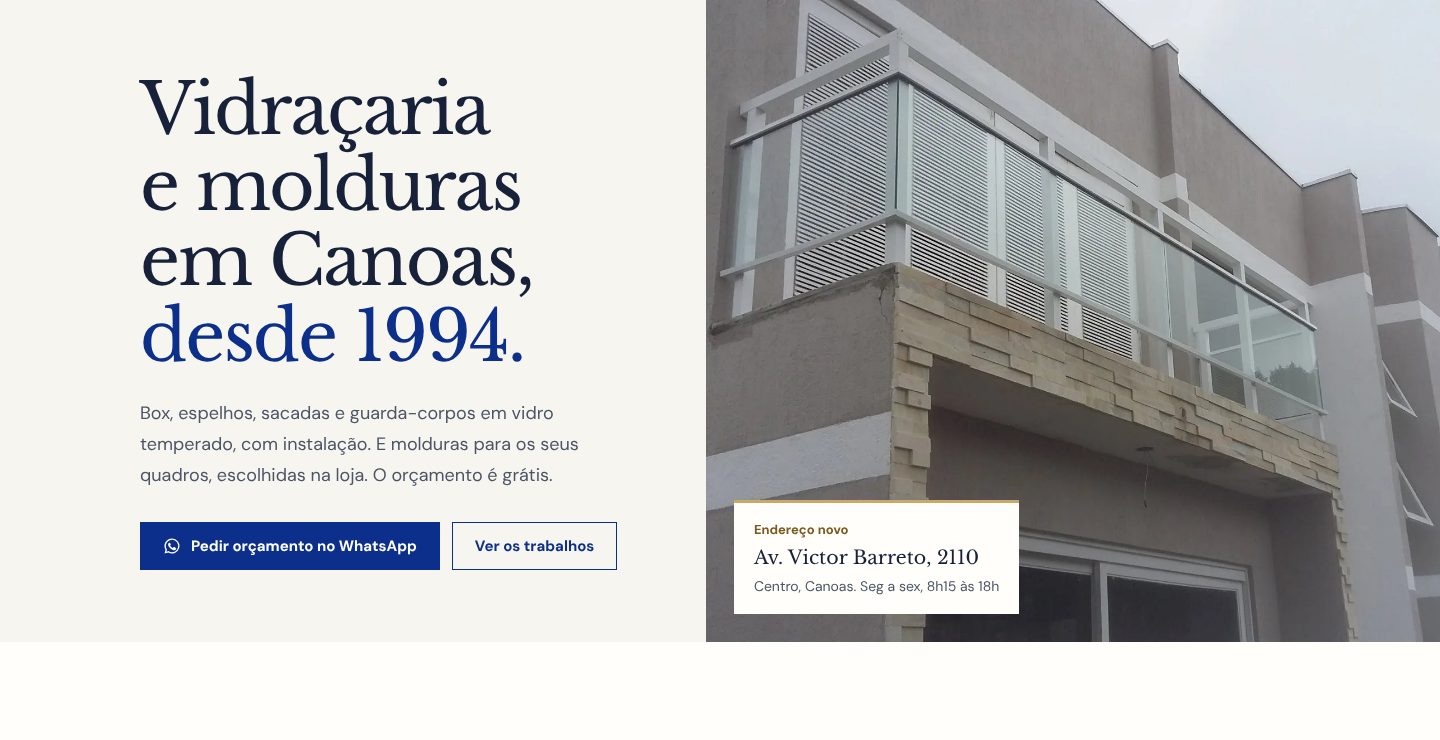 Vidraçaria
e molduras
em Canoas,
desde 1994.
Box, espelhos, sacadas e guarda-corpos em vidro
temperado, com instalação. E molduras para os seus
quadros, escolhidas na loja. O orçamento é grátis.
Pedir orçamento no WhatsApp
Ver os trabalhos
Endereço novo
Av. Victor Barreto, 2110
Centro, Canoas. Seg a sex, 8h15 às 18h